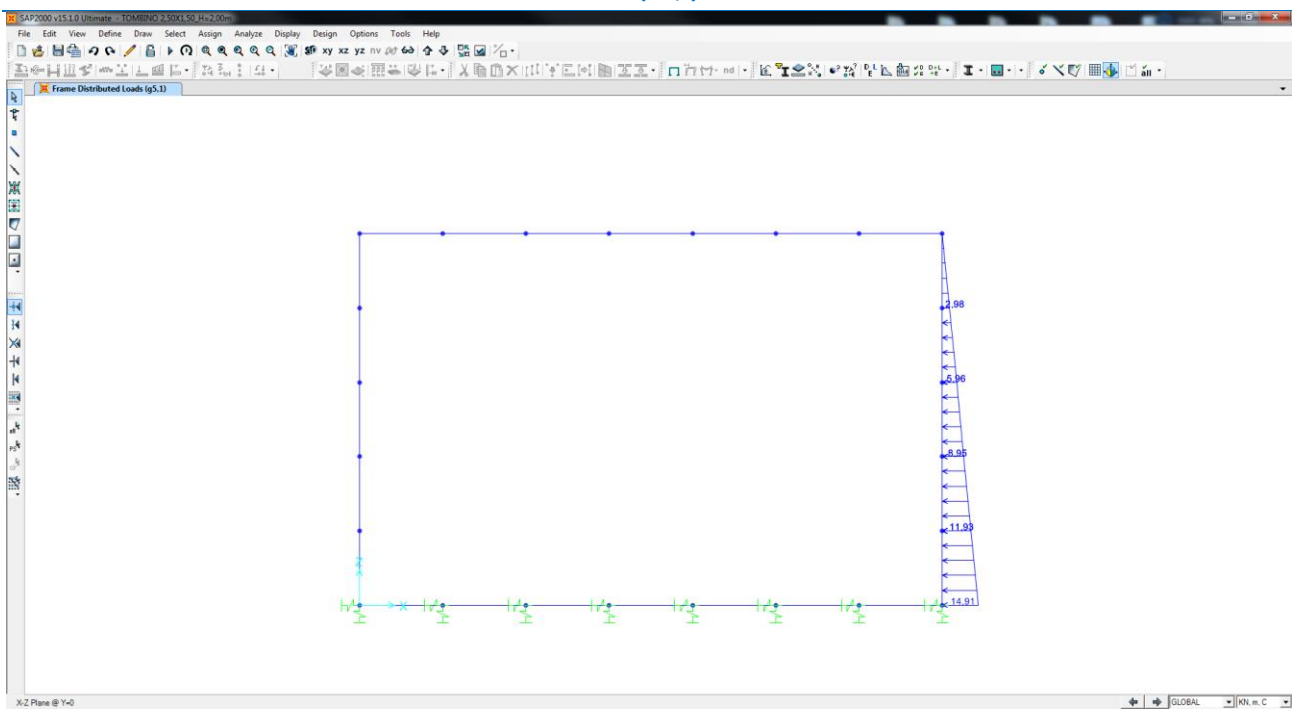 SAP2000 v15.1.0 Ultimate - TOMBINO 2,50X1,50_H=2,00m
File Edit View Define Draw Select Assign Analyze Display Design Options Tools Help
xy xz yz nv
nd
all
Frame Distributed Loads (g5,1)
2,98
5,96
8,95
11,93
14,91
Z
X
X-Z Plane @ Y=0
GLOBAL
KN, m, C